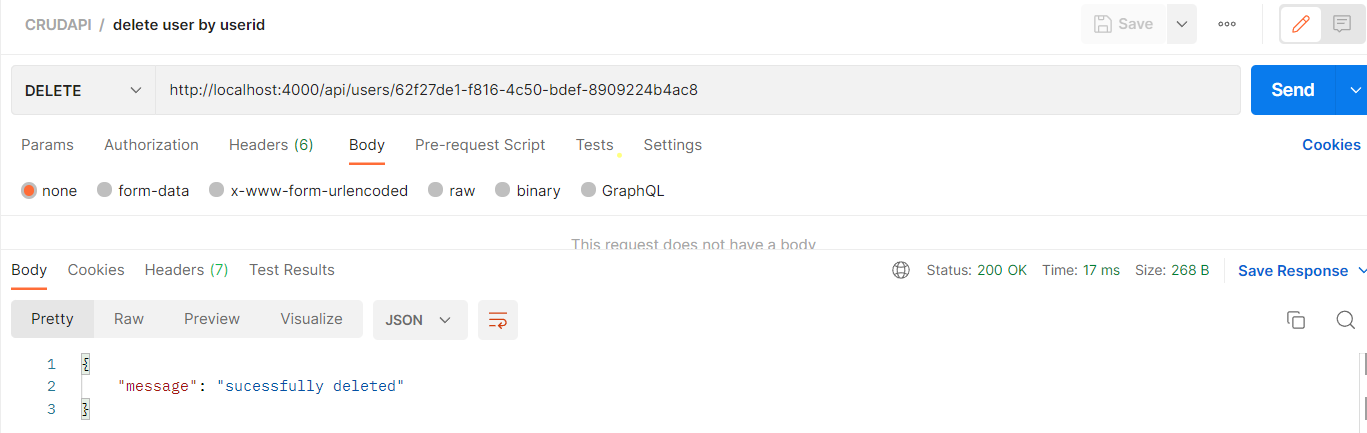 CRUDAPI / delete user by userid
Save
DELETE http://localhost:4000/api/users/62f27de1-f816-4c50-bdef-8909224b4ac8 Send
Params Authorization Headers (6) Body Pre-request Script Tests Settings Cookies
none form-data x-www-form-urlencoded raw binary GraphQL
This request does not have a body
Body Cookies Headers (7) Test Results Status: 200 OK Time: 17 ms Size: 268 B Save Response
Pretty Raw Preview Visualize JSON
1 {
2 "message": "sucessfully deleted"
3 }